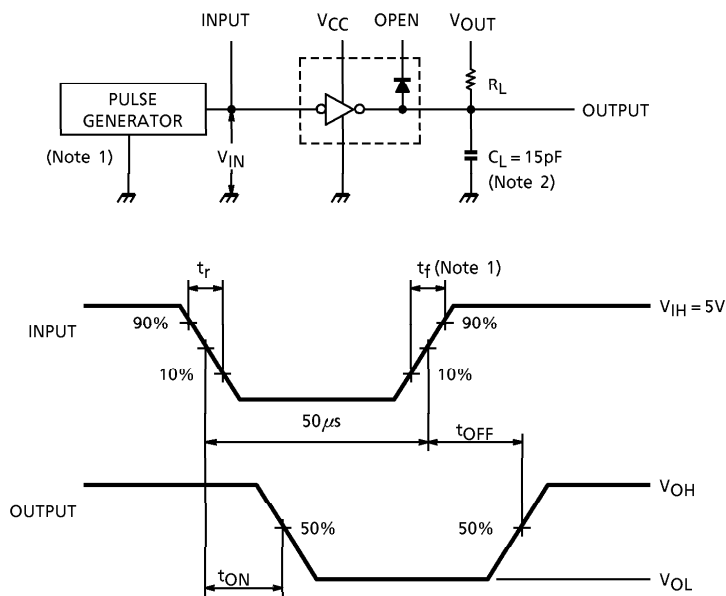 INPUT VCC OPEN VOUT
PULSE GENERATOR
RL
OUTPUT
(Note 1)
VIN
CL = 15pF
(Note 2)
tr
tf (Note 1)
VIH = 5V
INPUT
90%
90%
10%
10%
50μs
tOFF
VOH
OUTPUT
50%
50%
tON
VOL